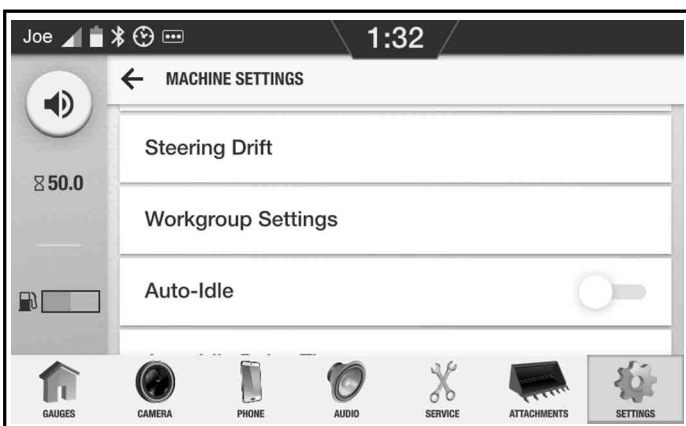 Joe
1:32
MACHINE SETTINGS
Steering Drift
50.0
Workgroup Settings
Auto-Idle
GAUGES
CAMERA
PHONE
AUDIO
SERVICE
ATTACHMENTS
SETTINGS